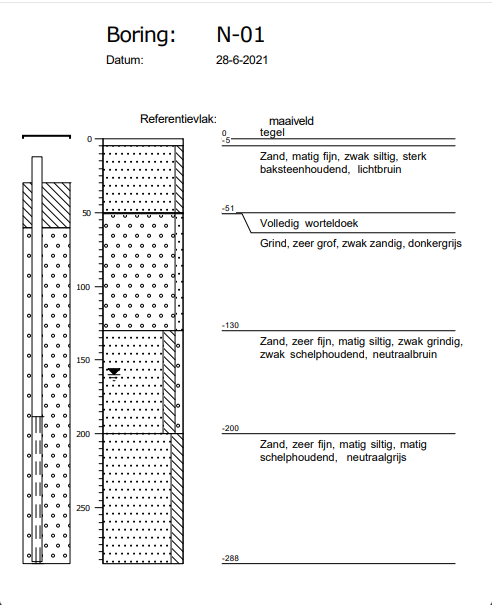 Boring: N-01
Datum: 28-6-2021
Referentievlak: maaiveld
0 0 tegel
-5
Zand, matig fijn, zwak siltig, sterk
baksteenhoudend, lichtbruin
50 -51
Volledig worteldoek
Grind, zeer grof, zwak zandig, donkergrijs
100
-130
Zand, zeer fijn, matig siltig, zwak grindig,
zwak schelphoudend, neutraalbruin
150
200 -200
Zand, zeer fijn, matig siltig, matig
schelphoudend, neutraalgrijs
250
-288